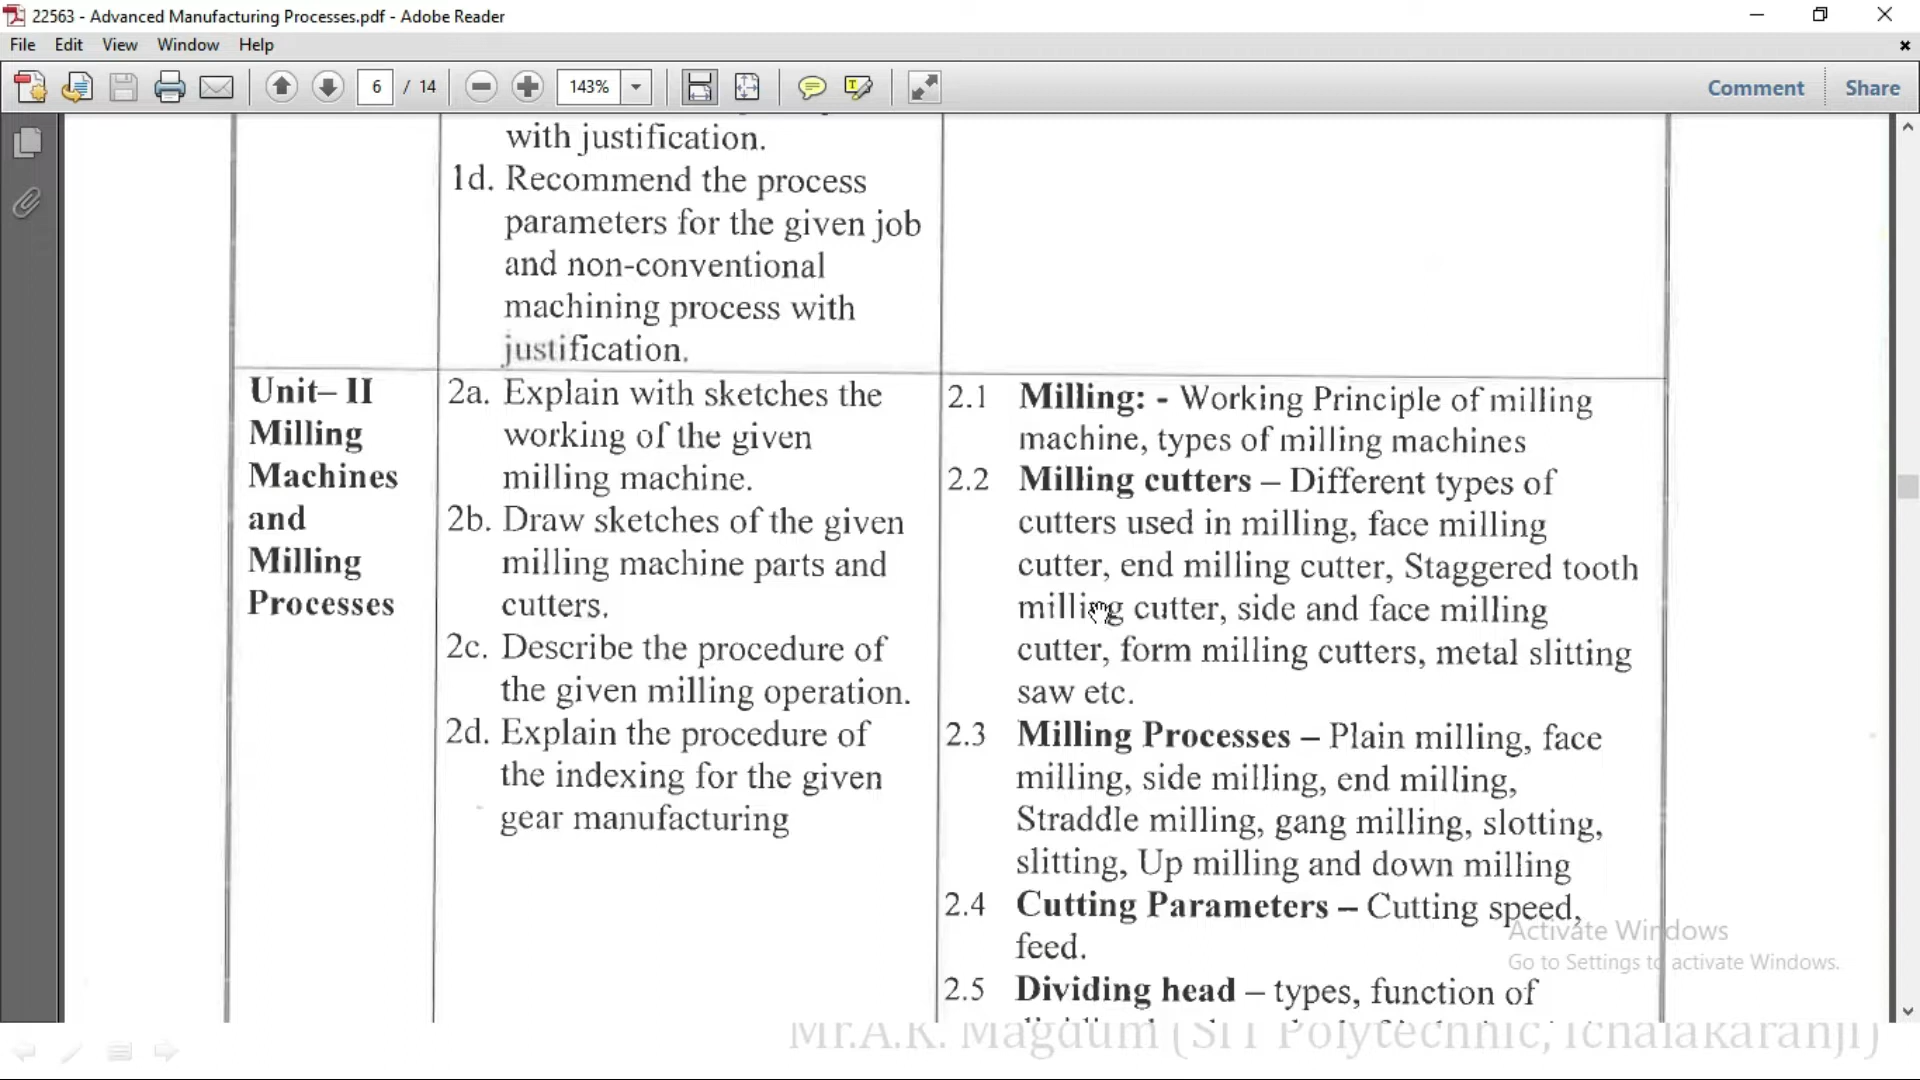 22563 - Advanced Manufacturing Processes.pdf - Adobe Reader
File Edit View Window Help
6 / 14 143% Comment Share
with justification.
1d. Recommend the process
parameters for the given job
and non-conventional
machining process with
justification.
Unit– II
Milling
Machines
and
Milling
Processes
2a. Explain with sketches the
working of the given
milling machine.
2b. Draw sketches of the given
milling machine parts and
cutters.
2c. Describe the procedure of
the given milling operation.
2d. Explain the procedure of
the indexing for the given
gear manufacturing
2.1 Milling: - Working Principle of milling
machine, types of milling machines
2.2 Milling cutters – Different types of
cutters used in milling, face milling
cutter, end milling cutter, Staggered tooth
milling cutter, side and face milling
cutter, form milling cutters, metal slitting
saw etc.
2.3 Milling Processes – Plain milling, face
milling, side milling, end milling,
Straddle milling, gang milling, slotting,
slitting, Up milling and down milling
2.4 Cutting Parameters – Cutting speed,
feed.
2.5 Dividing head – types, function of
Activate Windows
Go to Settings to activate Windows.
Mr.A.K. Magdum (SIT Polytechnic, Ichalakaranji)